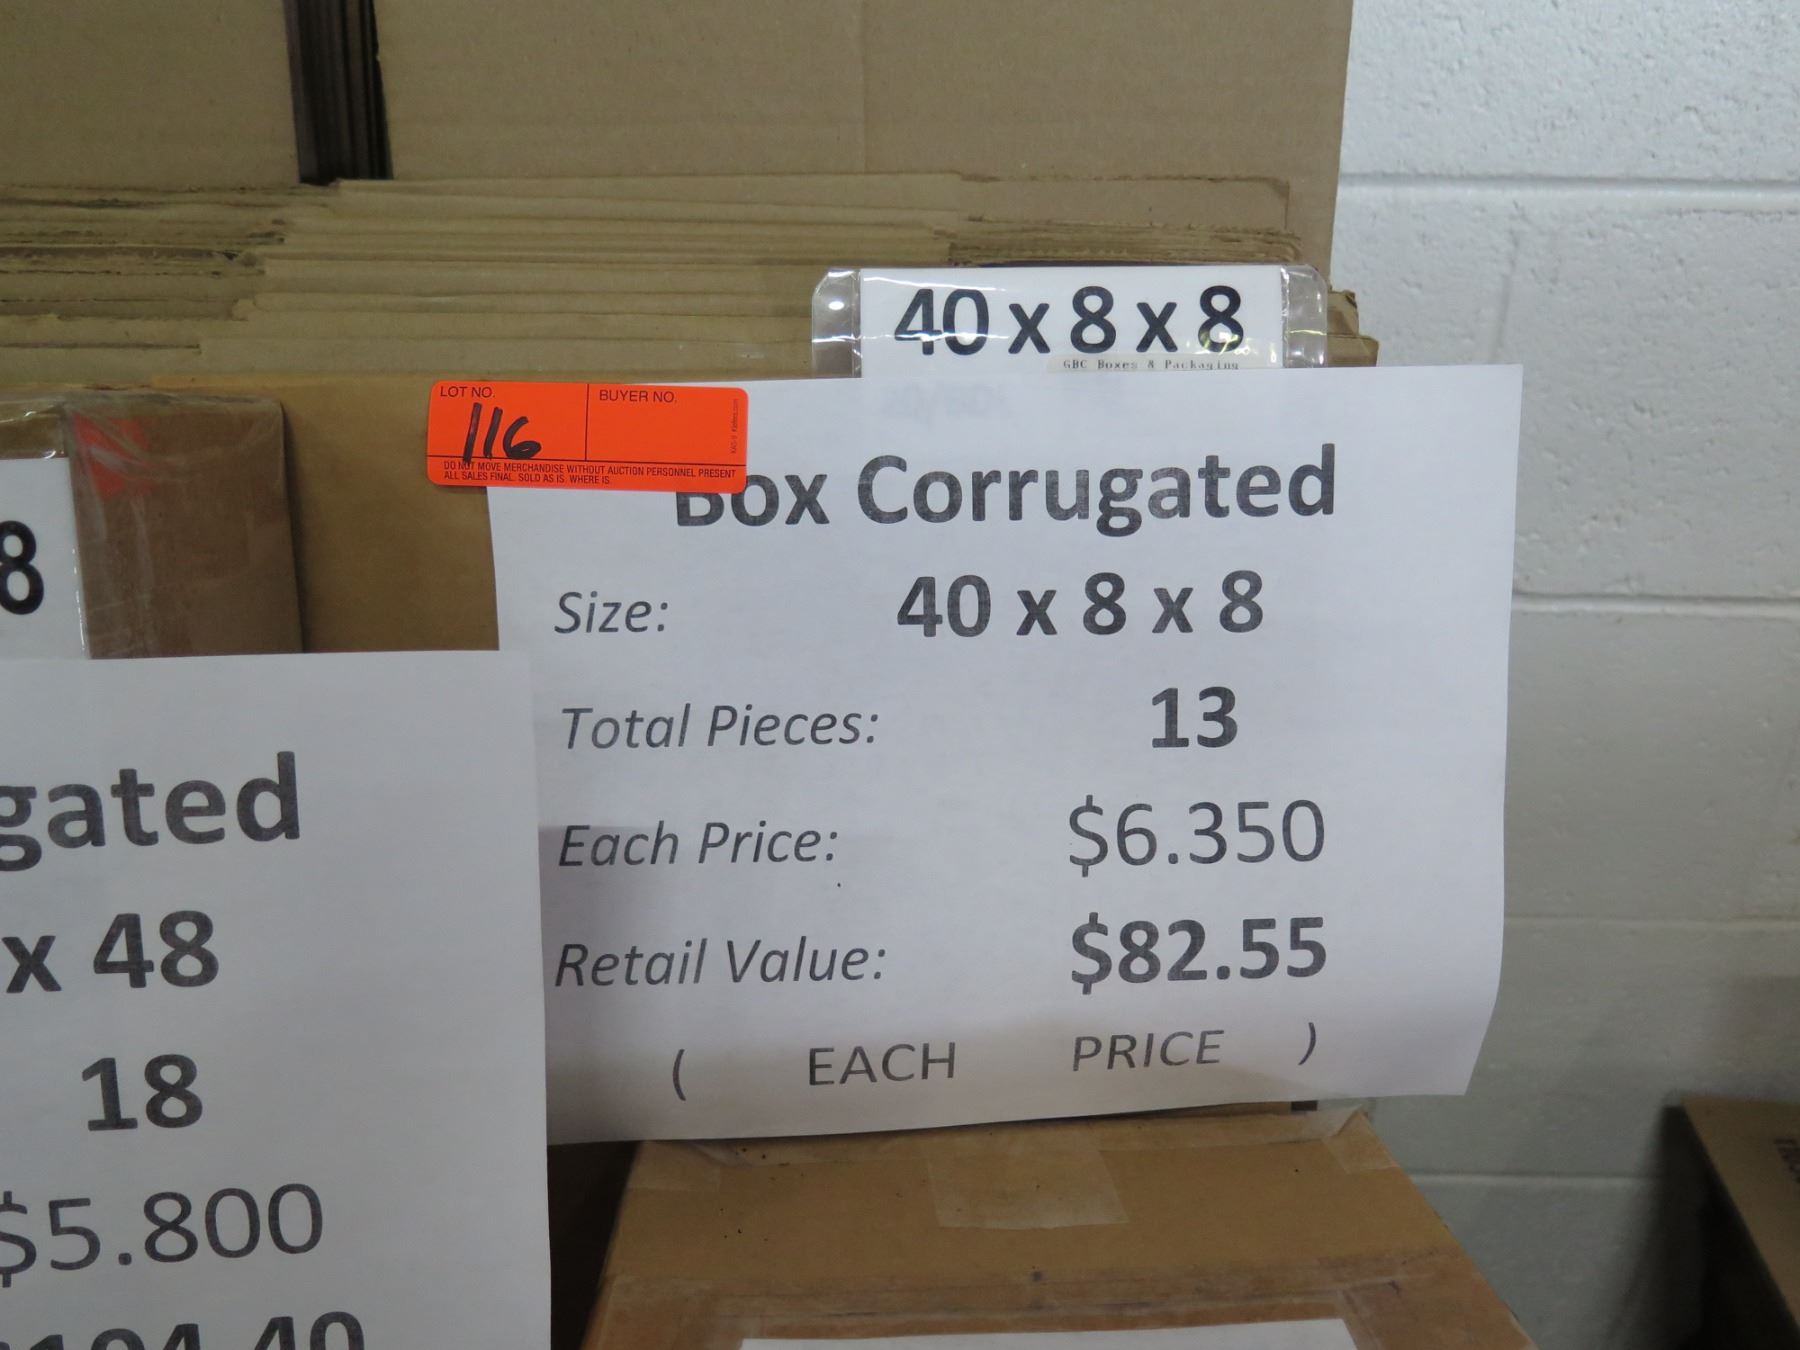 40 x 8 x 8
GBC Boxes & Packaging
LOT NO.
116
BUYER NO.
DO NOT MOVE MERCHANDISE WITHOUT AUCTION PERSONNEL PRESENT
ALL SALES FINAL. SOLD AS IS. WHERE IS
Box Corrugated
Size: 40 x 8 x 8
Total Pieces: 13
Each Price: $6.350
Retail Value: $82.55
( EACH PRICE )
8
gated
x 48
18
$5.800
104.40